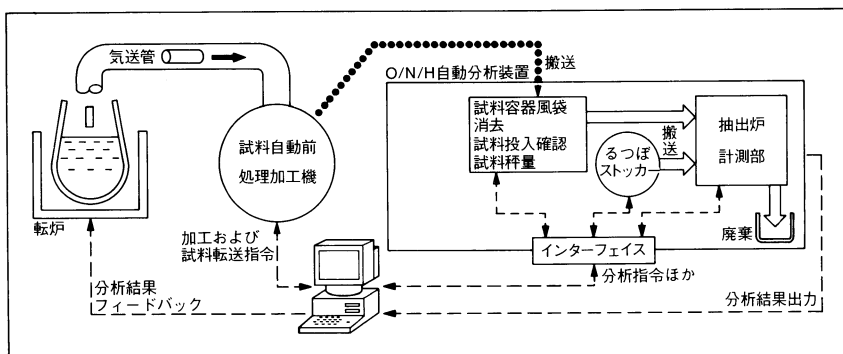 気送管
搬送
O/N/H自動分析装置
試料容器風袋
消去
試料投入確認
試料秤量
搬送
抽出炉
計測部
るつぼ
ストッカ
試料自動前
処理加工機
転炉
加工および
試料転送指令
インターフェイス
廃棄
分析指令ほか
分析結果
フィードバック
分析結果出力